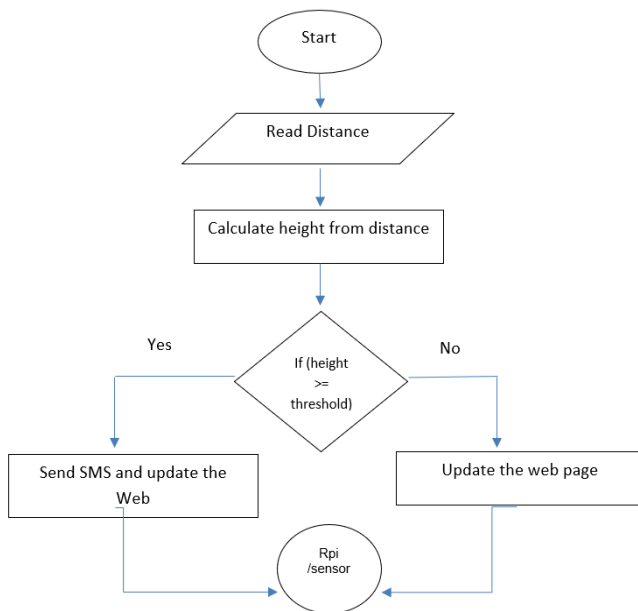 Start
Read Distance
Calculate height from distance
Yes
No
If (height
>=
threshold)
Send SMS and update the
Web
Update the web page
Rpi
/sensor